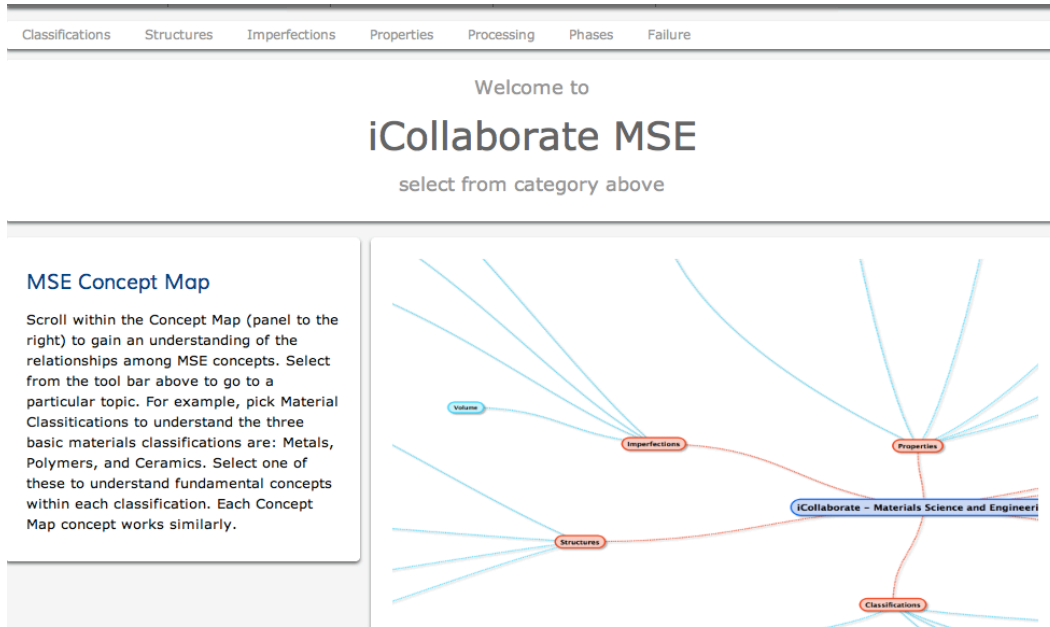 Classifications Structures Imperfections Properties Processing Phases Failure
Welcome to
iCollaborate MSE
select from category above
MSE Concept Map
Scroll within the Concept Map (panel to the
right) to gain an understanding of the
relationships among MSE concepts. Select
from the tool bar above to go to a
particular topic. For example, pick Material
Classitications to understand the three
basic materials classifications are: Metals,
Polymers, and Ceramics. Select one of
these to understand fundamental concepts
within each classification. Each Concept
Map concept works similarly.
Volume
Imperfections
Properties
iCollaborate – Materials Science and Engineeri
Structures
Classifications